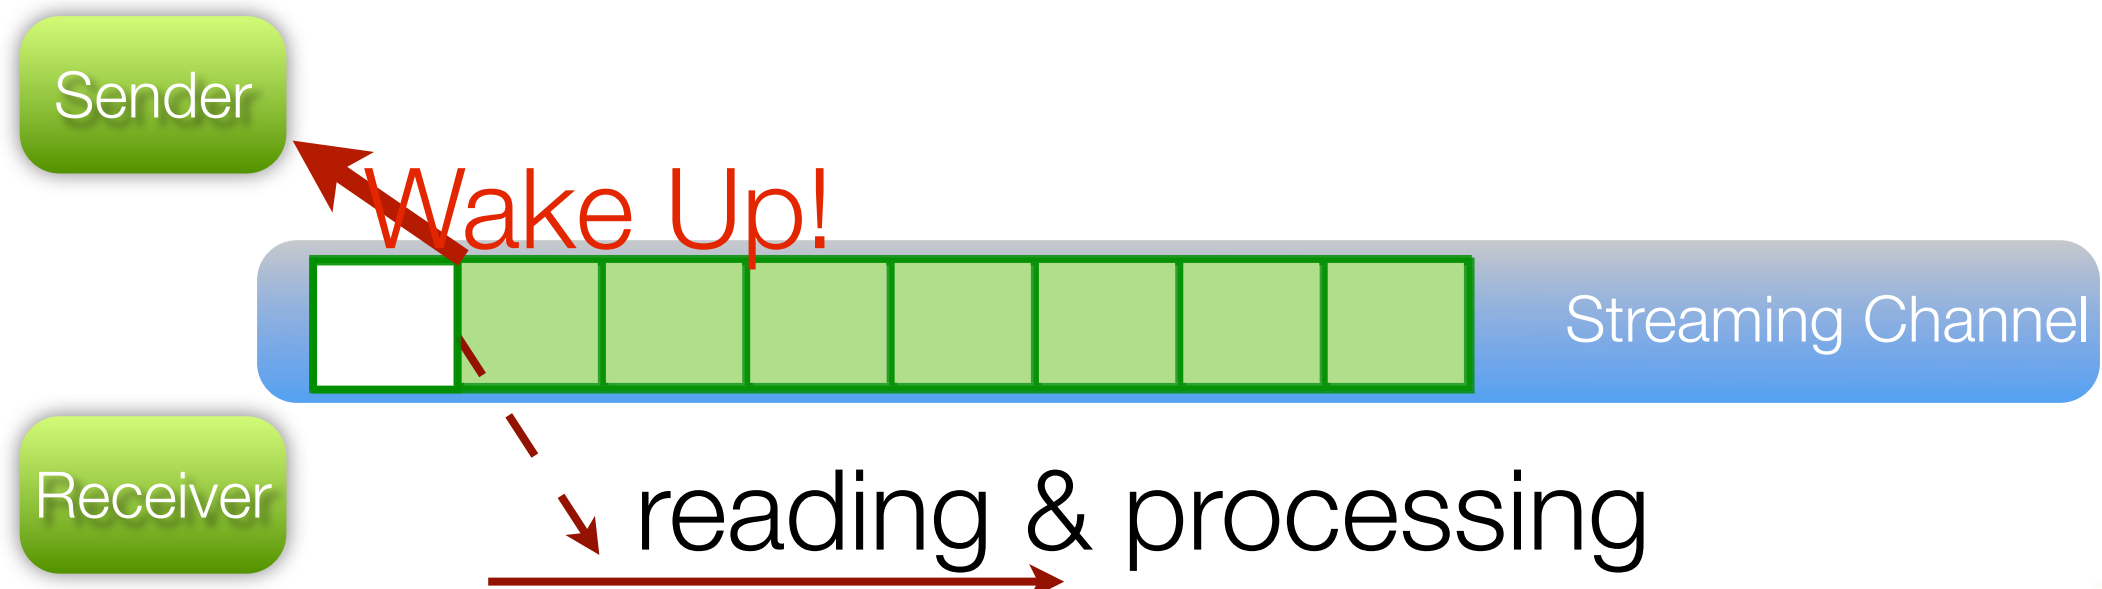 Sender
Wake Up!
Streaming Channel
Receiver
reading & processing